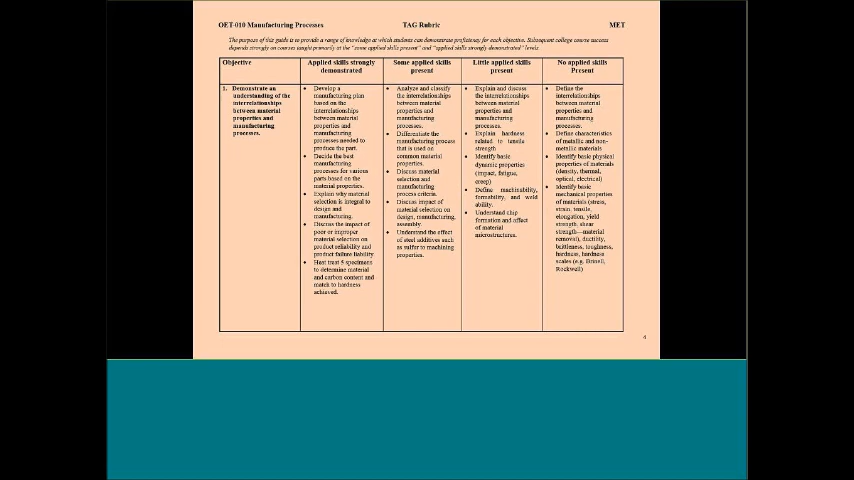 OET-010 Manufacturing Processes TAG Rubric MET
The purpose of this guide is to provide a range of knowledge at which students can demonstrate proficiency for each objective. Subsequent college course success
depends strongly on courses taught primarily at the "some applied skills present" and "applied skills strongly demonstrated" levels
Objective
Applied skills strongly
demonstrated
Some applied skills
present
Little applied skills
present
No applied skills
Present
1. Demonstrate an
understanding of the
interrelationships
between material
properties and
manufacturing
processes.
• Develop a
manufacturing plan
based on the
interrelationships
between material
properties and
manufacturing
processes needed to
produce the part.
• Decide the best
manufacturing
processes for various
parts based on the
material properties.
• Explain why material
selection is integral to
design and
manufacturing.
• Discuss the impact of
poor or improper
material selection on
product reliability and
product failure liability.
• Heat treat 5 specimens
to determine material
and carbon content and
match to hardness
achieved.
• Analyze and classify
the interrelationships
between material
properties and
manufacturing
processes.
• Differentiate the
manufacturing process
that is used on
common material
properties.
• Discuss material
selection and
manufacturing
process criteria.
• Discuss impact of
material selection on
design, manufacturing,
assembly.
• Understand the effect
of steel additives such
as sulfur to machining
properties.
• Explain and discuss
the interrelationships
between material
properties and
manufacturing
processes.
• Explain hardness
related to tensile
strength
• Identify basic
dynamic properties
(impact, fatigue,
creep)
• Define machinability,
formability, and weld
ability.
• Understand chip
formation and effect
of material
microstructures.
• Define the
interrelationships
between material
properties and
manufacturing
processes.
• Define characteristics
of metallic and non-
metallic materials
• Identify basic physical
properties of materials
(density, thermal,
optical, electrical)
• Identify basic
mechanical properties
of materials (stress,
strain, tensile,
elongation, yield
strength, shear
strength—material
removal), ductility,
brittleness, toughness,
hardness, hardness
scales (e.g. Brinell,
Rockwell)